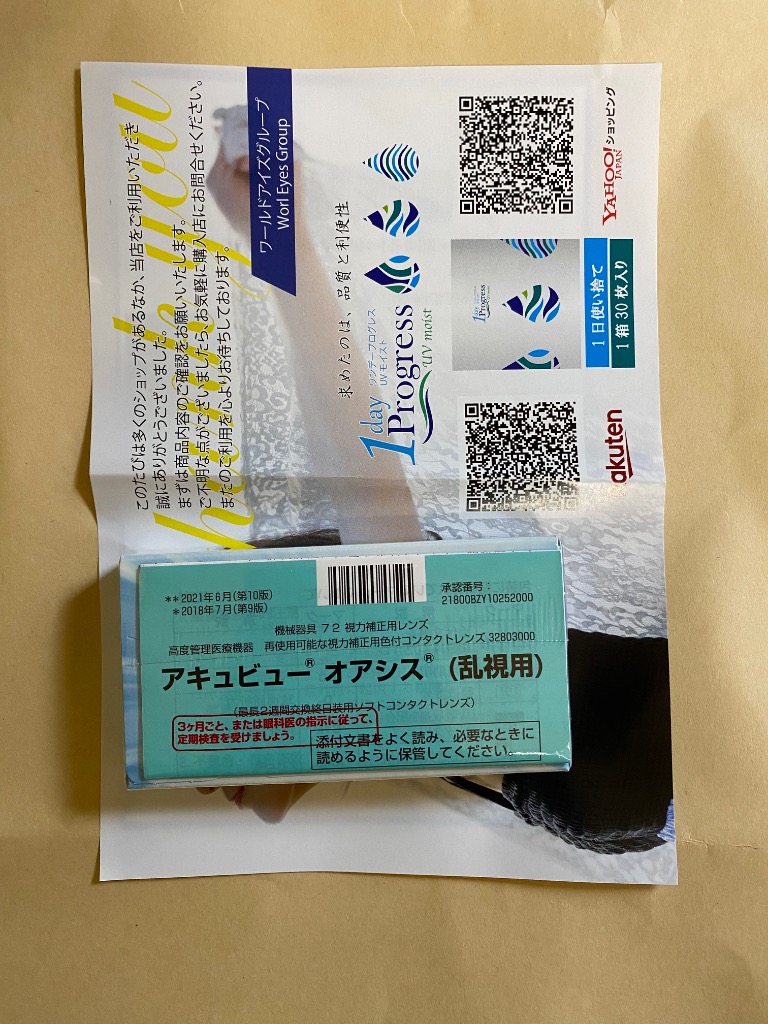 このたびは多くのショップがあるなか、当店をご利用いただき
誠にありがとうございました。
まずは商品内容のご確認をお願いいたします。
ご不明な点がございましたら、お気軽に購入店にお問合せください。
またのご利用を心よりお待ちしております。
ワールドアイズグループ
Worl Eyes Group
求めたのは、品質と利便性
ワンデープログレス
UVモイスト
1day
Progress
UV moist
YAHOO! ショッピング
JAPAN
1day
Progress
1日使い捨て
1箱30枚入り
akuten
**2021年6月(第10版)
*2018年7月(第9版)
承認番号:
21800BZY10252000
機械器具 72 視力補正用レンズ
高度管理医療機器 再使用可能な視力補正用色付コンタクトレンズ 32803000
アキュビュー® オアシス® (乱視用)
(最長2週間交換終日装用ソフトコンタクトレンズ)
3ヶ月ごと、または眼科医の指示に従って、
定期検査を受けましょう。
添付文書をよく読み、必要なときに
読めるように保管してください。